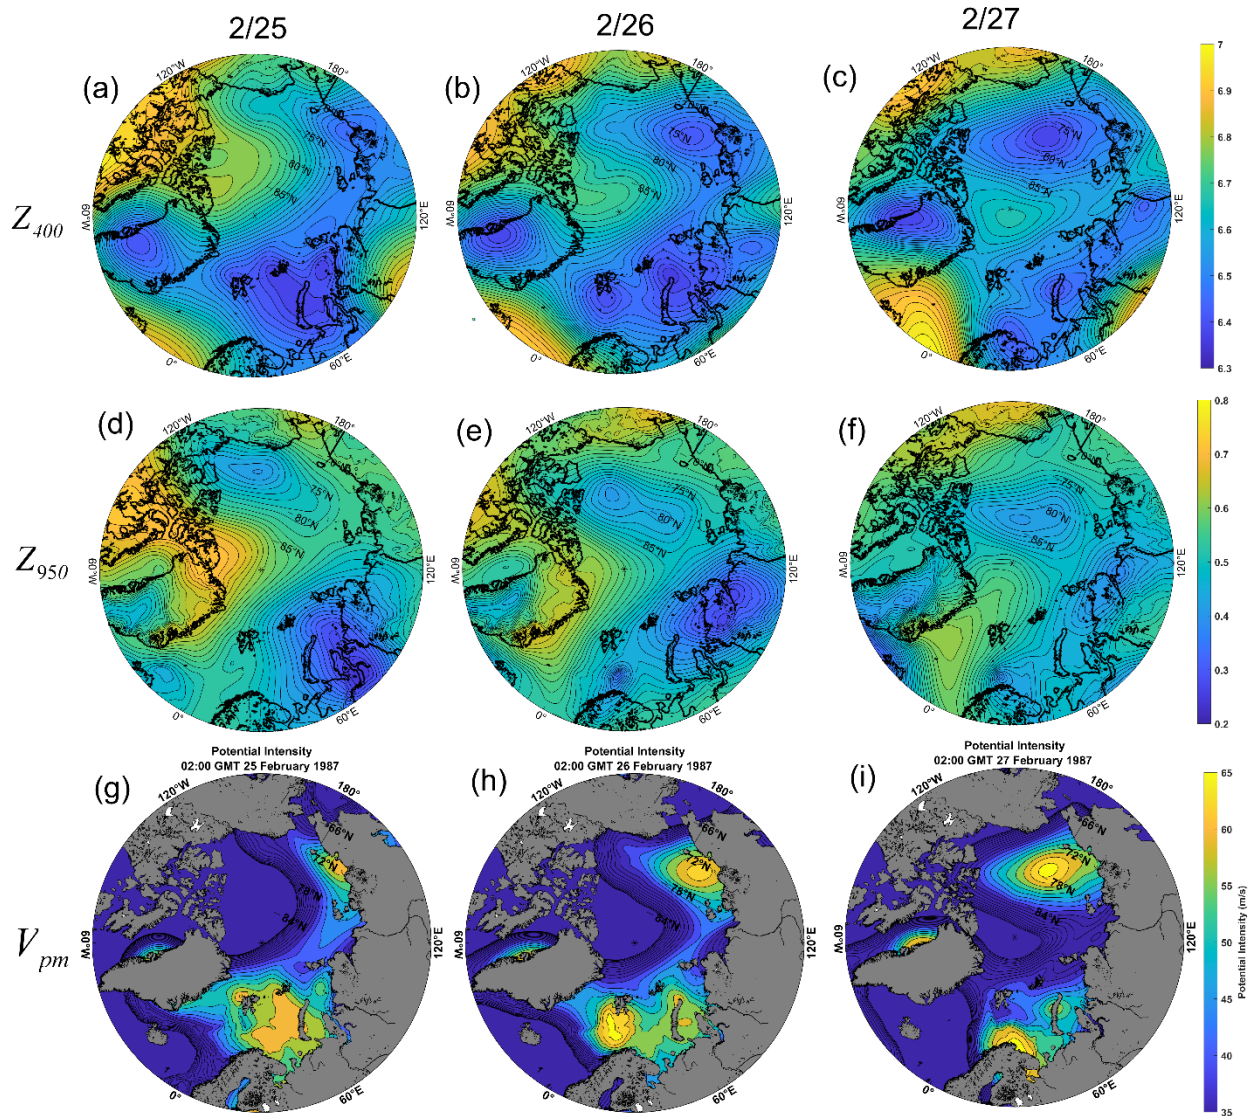 2/25 2/26 2/27
(a) (b) (c)
Z400
120°W 180° 120°E 60°E 0° 60°W
75°N 80°N 85°N
120°W 180° 120°E 60°E 0° 60°W
75°N 80°N 85°N
120°W 180° 120°E 60°E 0° 60°W
75°N 80°N 85°N
7
6.9
6.8
6.7
6.6
6.5
6.4
6.3
(d) (e) (f)
Z950
120°W 180° 120°E 60°E 0° 60°W
75°N 80°N 85°N
120°W 180° 120°E 60°E 0° 60°W
75°N 80°N 85°N
120°W 180° 120°E 60°E 0° 60°W
75°N 80°N 85°N
0.8
0.7
0.6
0.5
0.4
0.3
0.2
Potential Intensity
02:00 GMT 25 February 1987
Potential Intensity
02:00 GMT 26 February 1987
Potential Intensity
02:00 GMT 27 February 1987
(g) (h) (i)
Vpm
120°W 180° 120°E 60°E 0° 60°W
66°N 72°N 78°N 84°N
120°W 180° 120°E 60°E 0° 60°W
66°N 72°N 78°N 84°N
120°W 180° 120°E 60°E 0° 60°W
66°N 72°N 78°N 84°N
65
60
55
50
45
40
35
Potential Intensity (m/s)